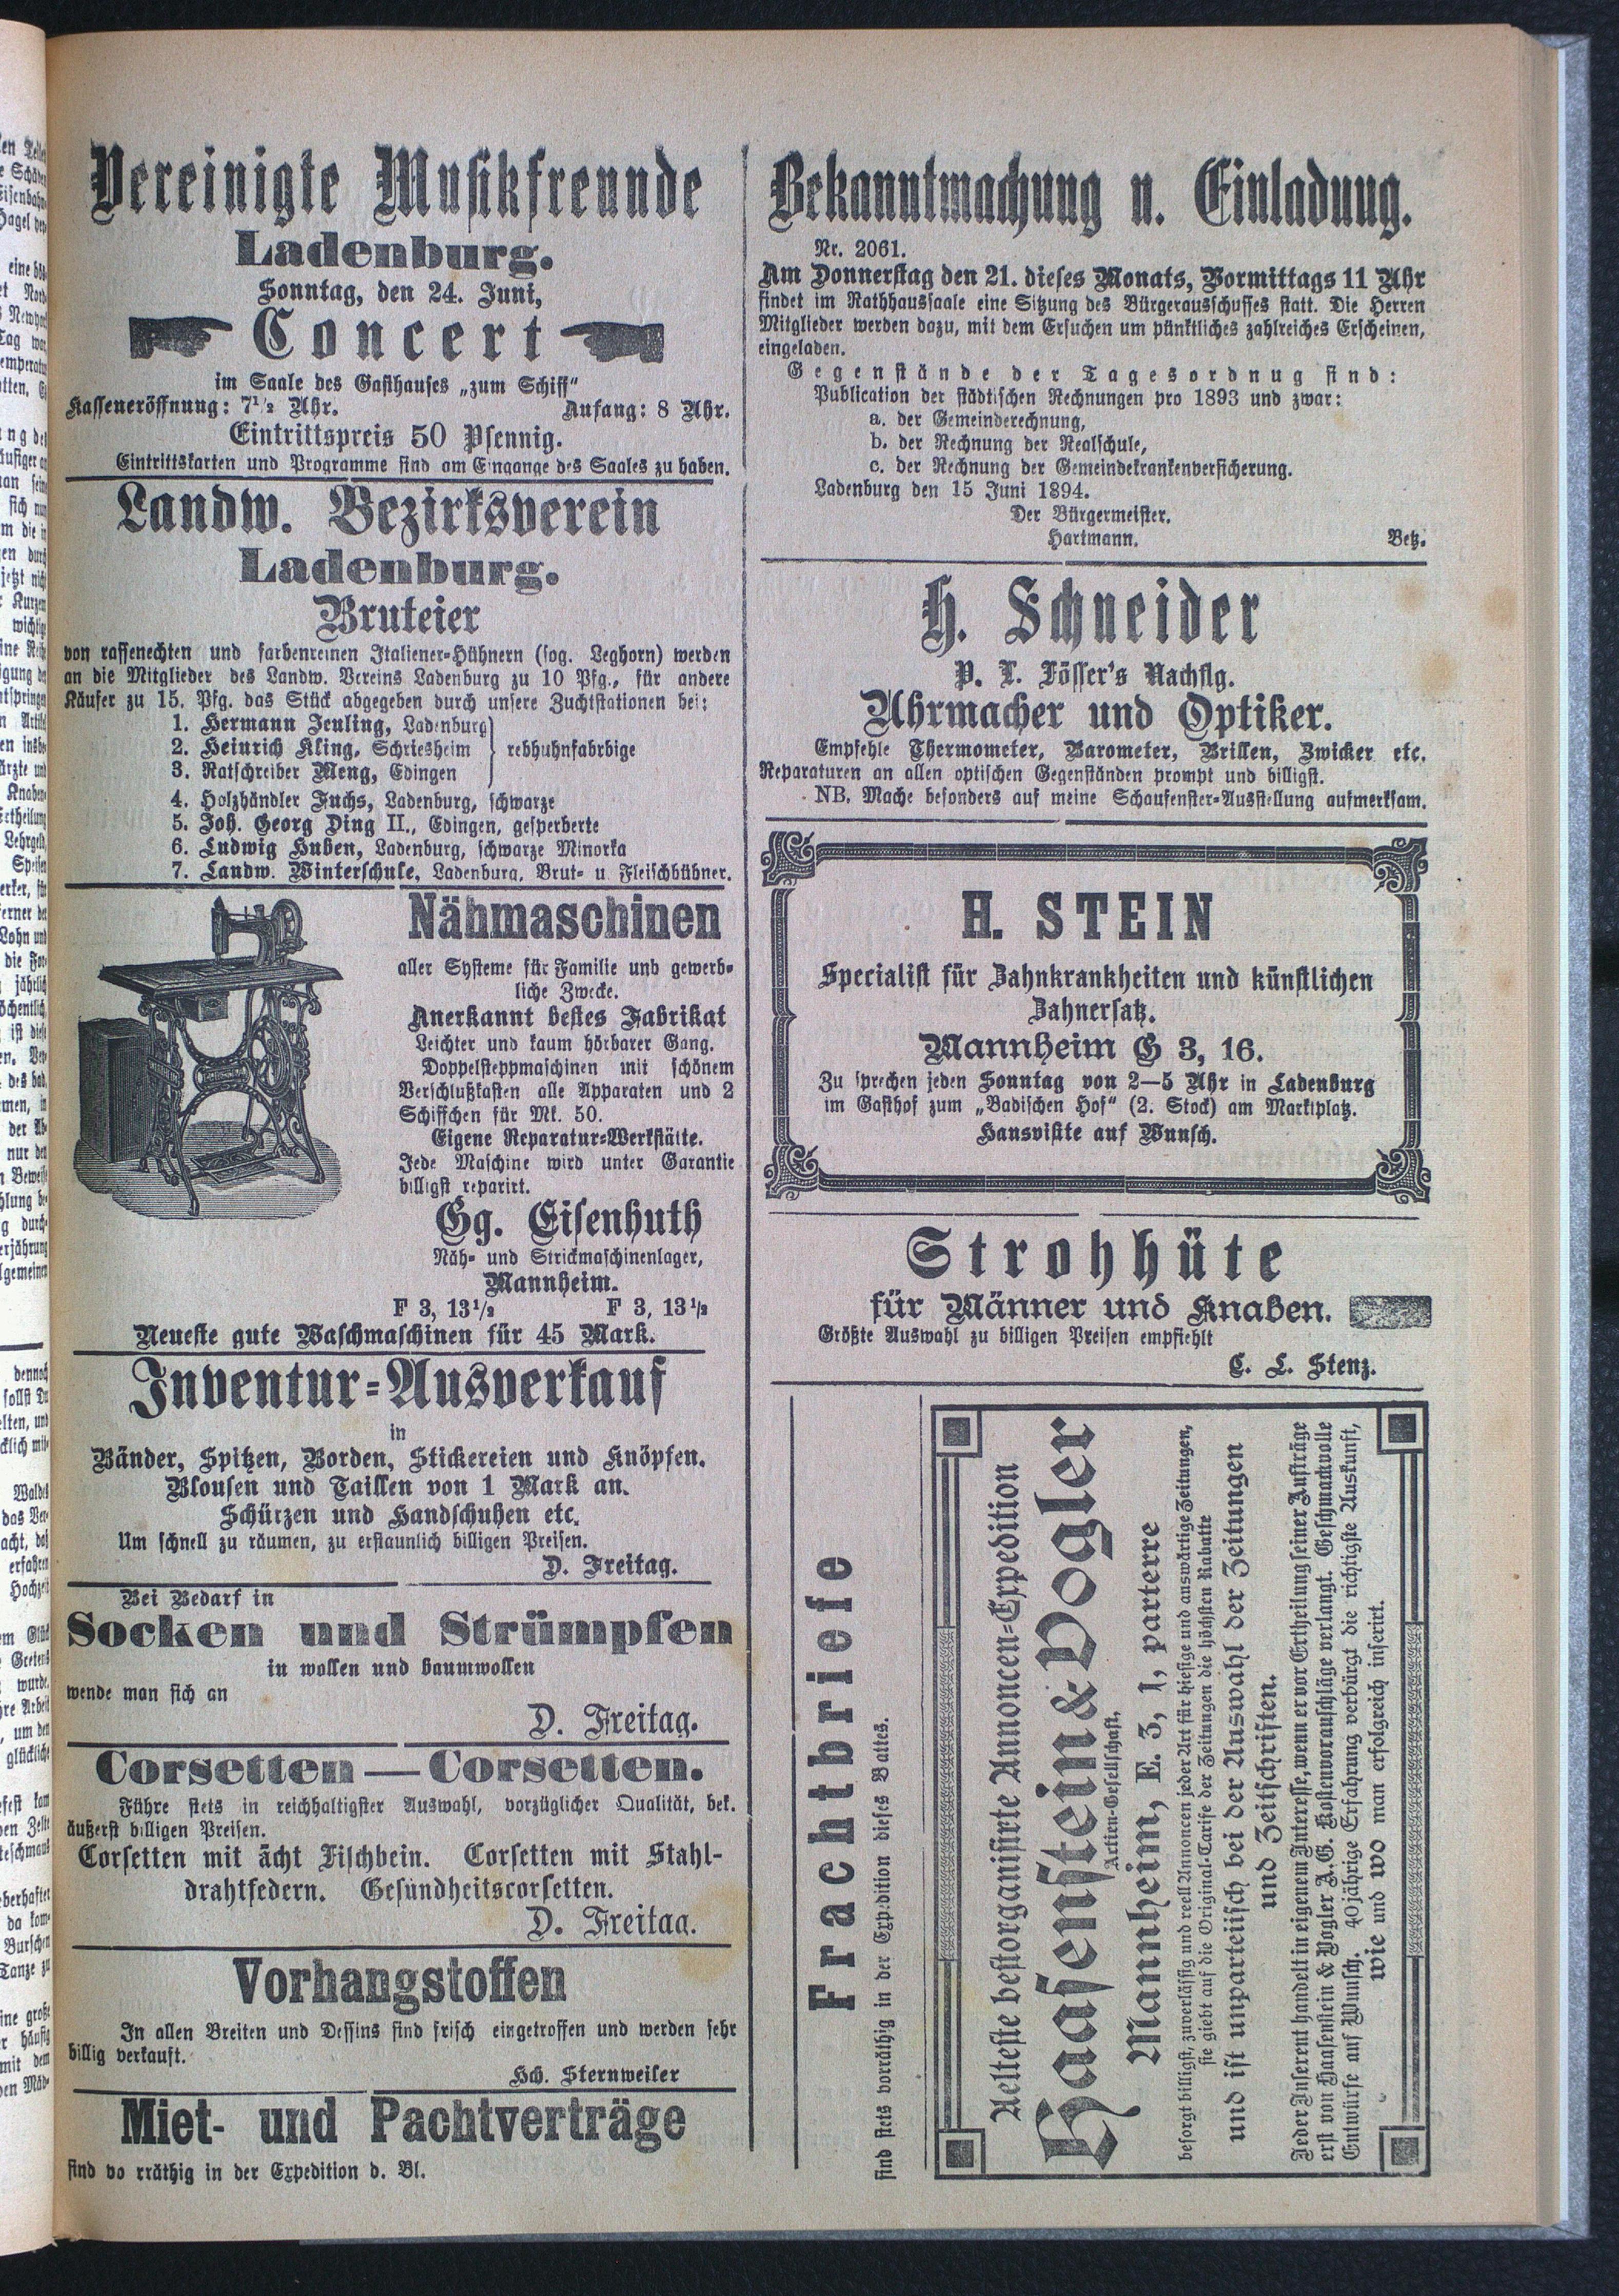 Vereinigte Musikfreunde
Ladenburg.
Sonntag, den 24. Juni,
Concert
im Saale des Gasthauses „zum Schiff“
Kasseneröffnung: 7½ Uhr. Anfang: 8 Uhr.
Eintrittspreis 50 Pfennig.
Eintrittskarten und Programme sind am Eingange des Saales zu haben.
Landw. Bezirksverein
Ladenburg.
Bruteier
von rassenechten und farbenreinen Italiener-Hühnern (sog. Leghorn) werden
an die Mitglieder des Landw. Vereins Ladenburg zu 10 Pfg., für andere
Käufer zu 15. Pfg. das Stück abgegeben durch unsere Zuchtstationen bei:
1. Hermann Jeuling, Ladenburg
2. Heinrich Kling, Schriesheim } rebhuhnfabrbige
3. Ratschreiber Meng, Edingen
4. Holzhändler Fuchs, Ladenburg, schwarze
5. Joh. Georg Ding II., Edingen, gesperberte
6. Ludwig Huben, Ladenburg, schwarze Minorka
7. Landw. Winterschule, Ladenburg, Brut- u Fleischhühner.
Nähmaschinen
aller Systeme für Familie und gewerb-
liche Zwecke.
Anerkannt bestes Fabrikat
Leichter und kaum hörbarer Gang.
Doppelsteppmaschinen mit schönem
Verschlußkasten alle Apparaten und 2
Schiffchen für Mk. 50.
Eigene Reparatur-Werkstätte.
Jede Maschine wird unter Garantie
billigst reparirt.
Gg. Eisenhuth
Näh- und Strickmaschinenlager,
Mannheim.
F 3, 13½ F 3, 13½
Neueste gute Waschmaschinen für 45 Mark.
Inventur-Ausverkauf
in
Bänder, Spitzen, Borden, Stickereien und Knöpfen.
Blousen und Taillen von 1 Mark an.
Schürzen und Handschuhen etc.
Um schnell zu räumen, zu erstaunlich billigen Preisen.
D. Freitag.
Bei Bedarf in
Socken und Strümpfen
in wollen und baumwollen
wende man sich an
D. Freitag.
Corsetten — Corsetten.
Führe stets in reichhaltigster Auswahl, vorzüglicher Qualität, bek.
äußerst billigen Preisen.
Corsetten mit ächt Fischbein. Corsetten mit Stahl-
drahtfedern. Gesundheitscorsetten.
D. Freitag.
Vorhangstoffen
In allen Breiten und Dessins sind frisch eingetroffen und werden sehr
billig verkauft.
Hch. Sternweiler
Miet- und Pachtverträge
sind vo rräthig in der Expedition d. Bl.
Bekanntmachung u. Einladung.
Nr. 2061.
Am Donnerstag den 21. dieses Monats, Vormittags 11 Uhr
findet im Rathhaussaale eine Sitzung des Bürgerausschusses statt. Die Herren
Mitglieder werden dazu, mit dem Ersuchen um pünktliches zahlreiches Erscheinen,
eingeladen.
Gegenstände der Tagesordnug sind:
Publication der städtischen Rechnungen pro 1893 und zwar:
a. der Gemeinderechnung,
b. der Rechnung der Realschule,
c. der Rechnung der Gemeindekrankenversicherung.
Ladenburg den 15 Juni 1894.
Der Bürgermeister.
Hartmann. Betz.
H. Schneider
P. L. Fösser's Nachflg.
Uhrmacher und Optiker.
Empfehle Thermometer, Barometer, Brillen, Zwicker etc.
Reparaturen an allen optischen Gegenständen prompt und billigst.
NB. Mache besonders auf meine Schaufenster-Ausstellung aufmerksam.
H. STEIN
Specialist für Zahnkrankheiten und künstlichen
Zahnersatz.
Mannheim G 3, 16.
Zu sprechen jeden Sonntag von 2—5 Uhr in Ladenburg
im Gasthof zum „Badischen Hof“ (2. Stock) am Marktplatz.
Hausvisite auf Wunsch.
Strohhüte
für Männer und Knaben.
Größte Auswahl zu billigen Preisen empfiehlt
C. L. Stenz.
Frachtbriefe
sind stets vorräthig in der Expedition dieses Battes.
Aelteste bestorganisirte Annoncen-Expedition
Haasenstein & Vogler
Actien-Gesellschaft,
Mannheim, E. 3, 1, parterre
besorgt billigst, zuverlässig und reell Annoncen jeder Art für hiesige und auswärtige Zeitungen,
sie giebt auf die Original-Tarife der Zeitungen die höchsten Rabatte
und ist unparteiisch bei der Auswahl der Zeitungen
und Zeitschriften.
Jeder Inserent handelt in eigenem Interesse, wenn er vor Ertheilung seiner Aufträge
erst von Haasenstein & Vogler A.G. Kostenvoranschläge verlangt. Geschmackvolle
Entwürfe auf Wunsch. 40jährige Erfahrung verbürgt die richtigste Auskunft,
wie und wo man erfolgreich inserirt.